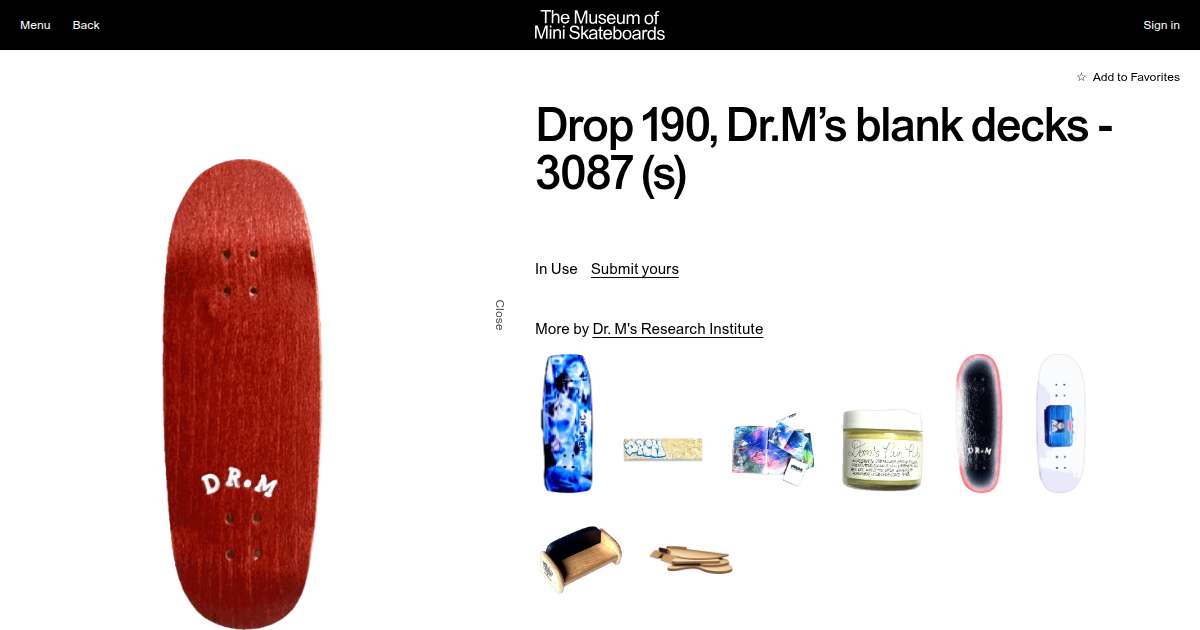 Menu
Back
The Museum of
Mini Skateboards
Sign in
☆ Add to Favorites
Drop 190, Dr.M’s blank decks -
3087 (s)
DR.M
In Use
Submit yours
Close
More by Dr. M's Research Institute
DR.M